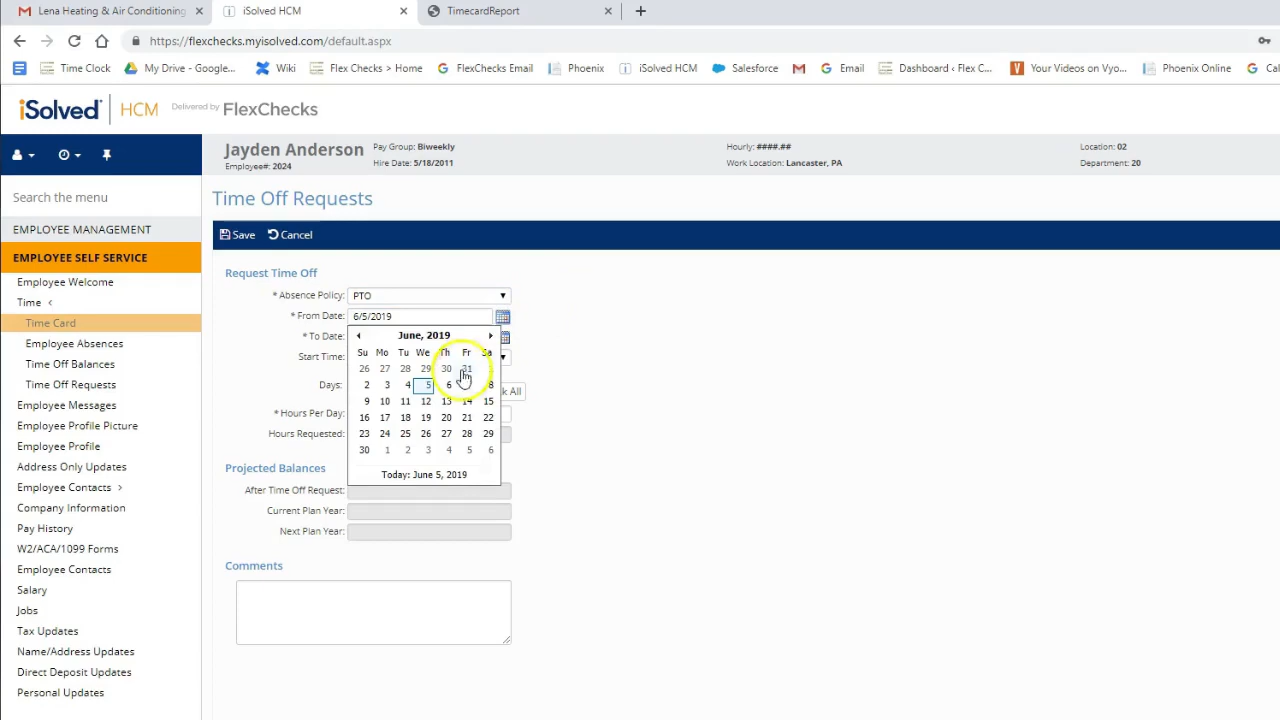 Lena Heating & Air Conditioning
iSolved HCM
TimecardReport
https://flexchecks.myisolved.com/default.aspx
Time Clock
My Drive - Google...
Wiki
Flex Checks > Home
FlexChecks Email
Phoenix
iSolved HCM
Salesforce
Email
Dashboard ‹ Flex C...
Your Videos on Vyo...
Phoenix Online
Cal
iSolved HCM Delivered by FlexChecks
Jayden Anderson
Employee#: 2024
Pay Group: Biweekly
Hire Date: 5/18/2011
Hourly: ####.##
Work Location: Lancaster, PA
Location: 02
Department: 20
Search the menu
EMPLOYEE MANAGEMENT
EMPLOYEE SELF SERVICE
Employee Welcome
Time
Time Card
Employee Absences
Time Off Balances
Time Off Requests
Employee Messages
Employee Profile Picture
Employee Profile
Address Only Updates
Employee Contacts
Company Information
Pay History
W2/ACA/1099 Forms
Employee Contacts
Salary
Jobs
Tax Updates
Name/Address Updates
Direct Deposit Updates
Personal Updates
Time Off Requests
Save Cancel
Request Time Off
* Absence Policy: PTO
* From Date: 6/5/2019
* To Date:
Start Time:
Days:
k All
* Hours Per Day:
Hours Requested:
June, 2019
Su Mo Tu We Th Fr Sa
26 27 28 29 30 31 1
2 3 4 5 6 8
9 10 11 12 13 14 15
16 17 18 19 20 21 22
23 24 25 26 27 28 29
30 1 2 3 4 5 6
Today: June 5, 2019
Projected Balances
After Time Off Request:
Current Plan Year:
Next Plan Year:
Comments